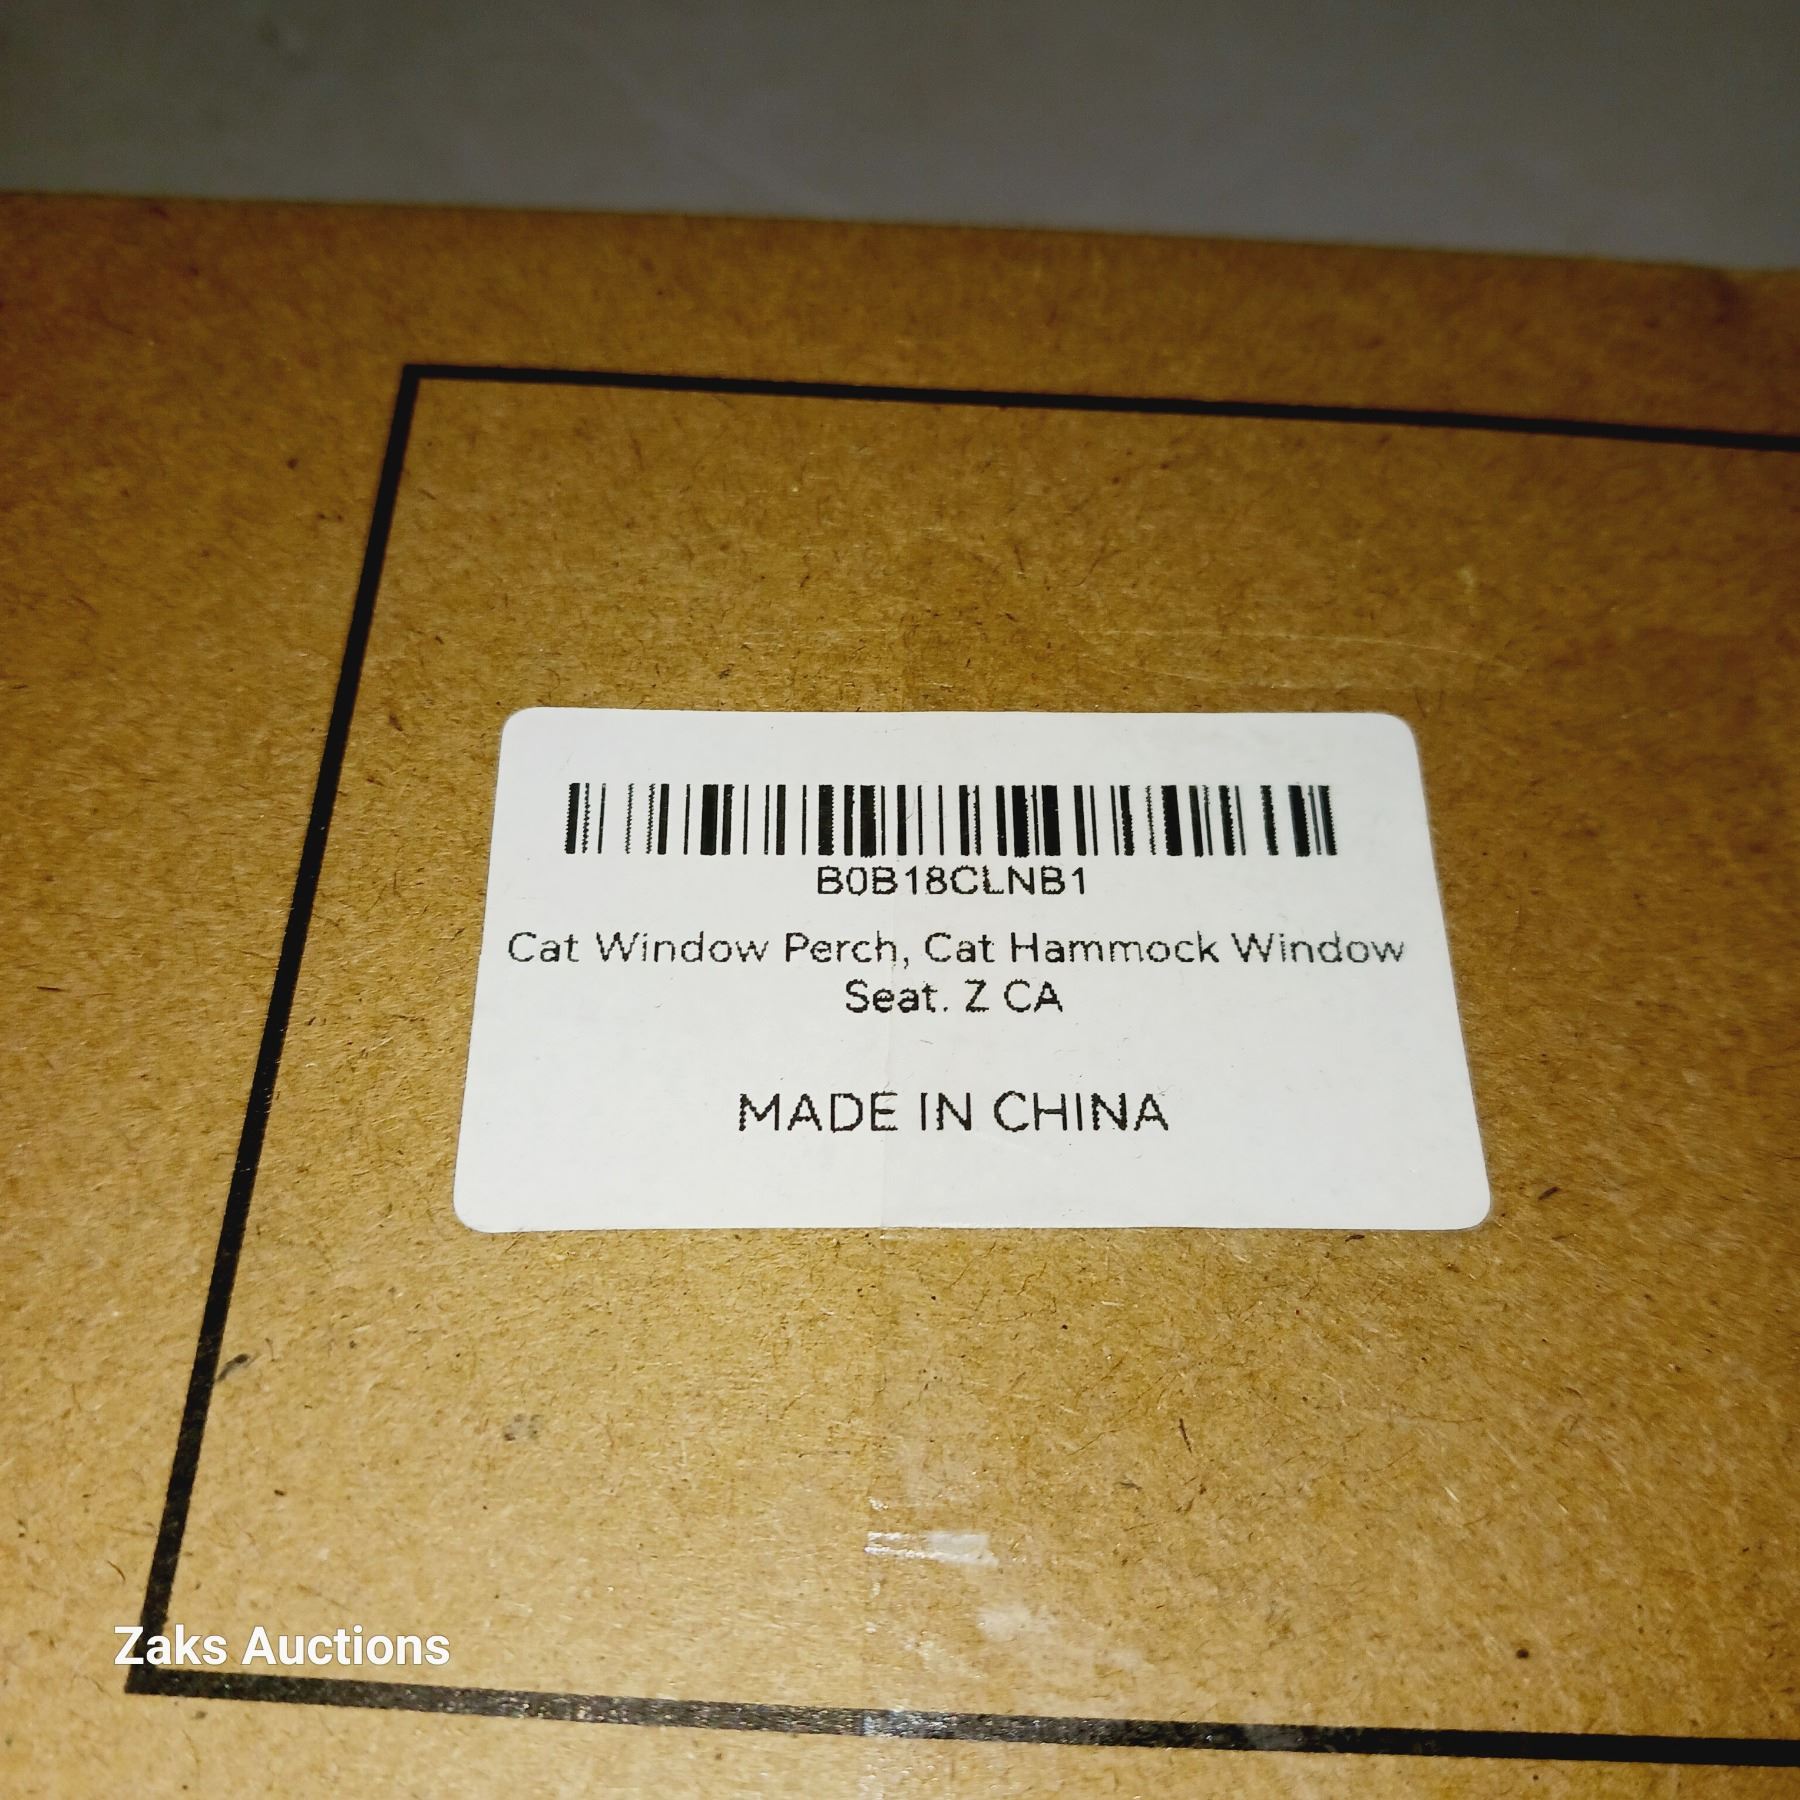 B0B18CLNB1
Cat Window Perch, Cat Hammock Window
Seat. Z CA
MADE IN CHINA
Zaks Auctions